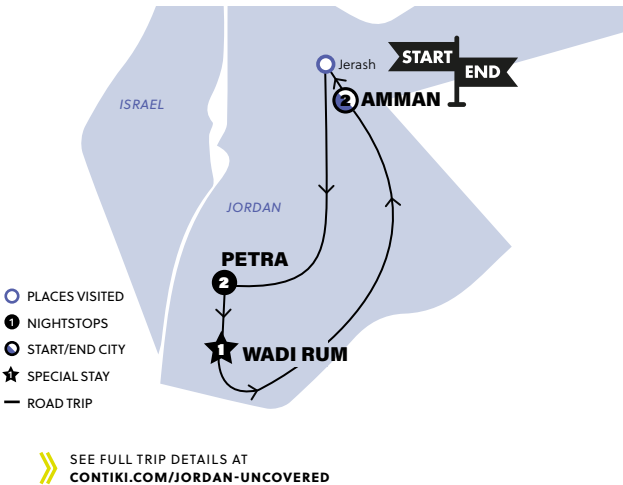 START
END
Jerash
2 AMMAN
ISRAEL
JORDAN
PETRA
2
1 WADI RUM
PLACES VISITED
1 NIGHTSTOPS
START/END CITY
1 SPECIAL STAY
ROAD TRIP
SEE FULL TRIP DETAILS AT
CONTIKI.COM/JORDAN-UNCOVERED